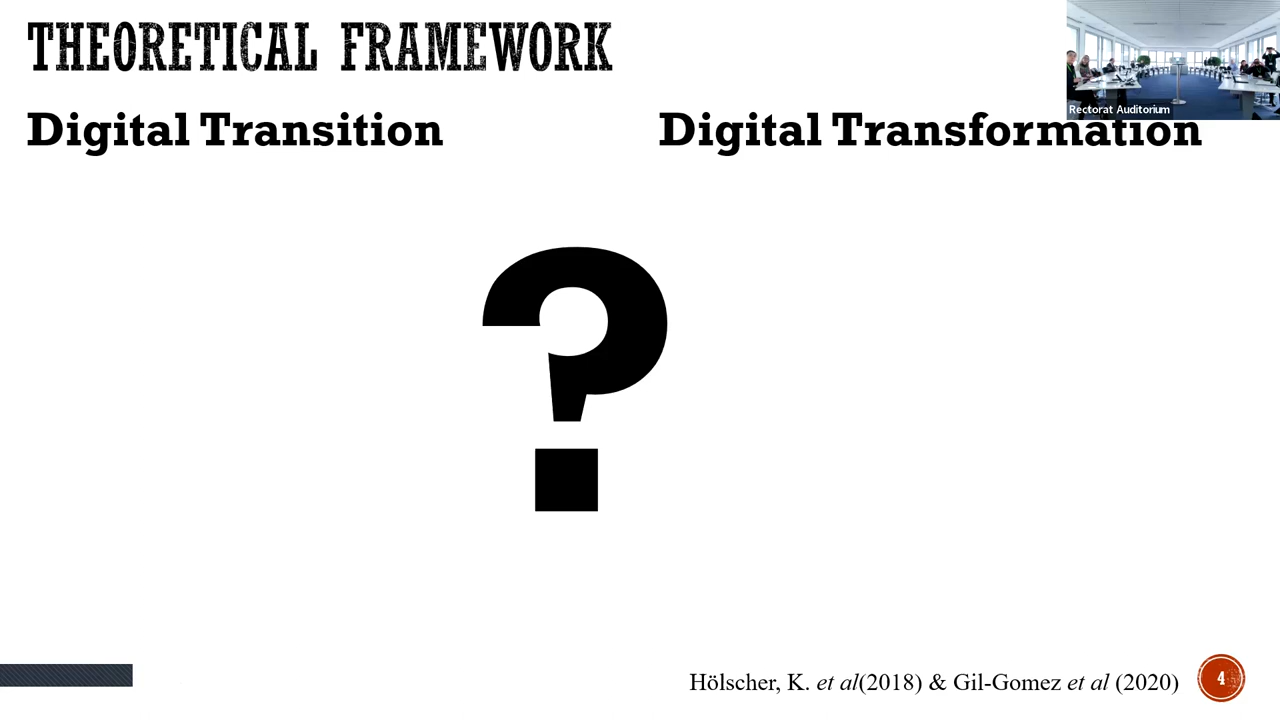 THEORETICAL FRAMEWORK
Rectorat Auditorium
Digital Transition
Digital Transformation
?
Hölscher, K. et al(2018) & Gil-Gomez et al (2020)
4